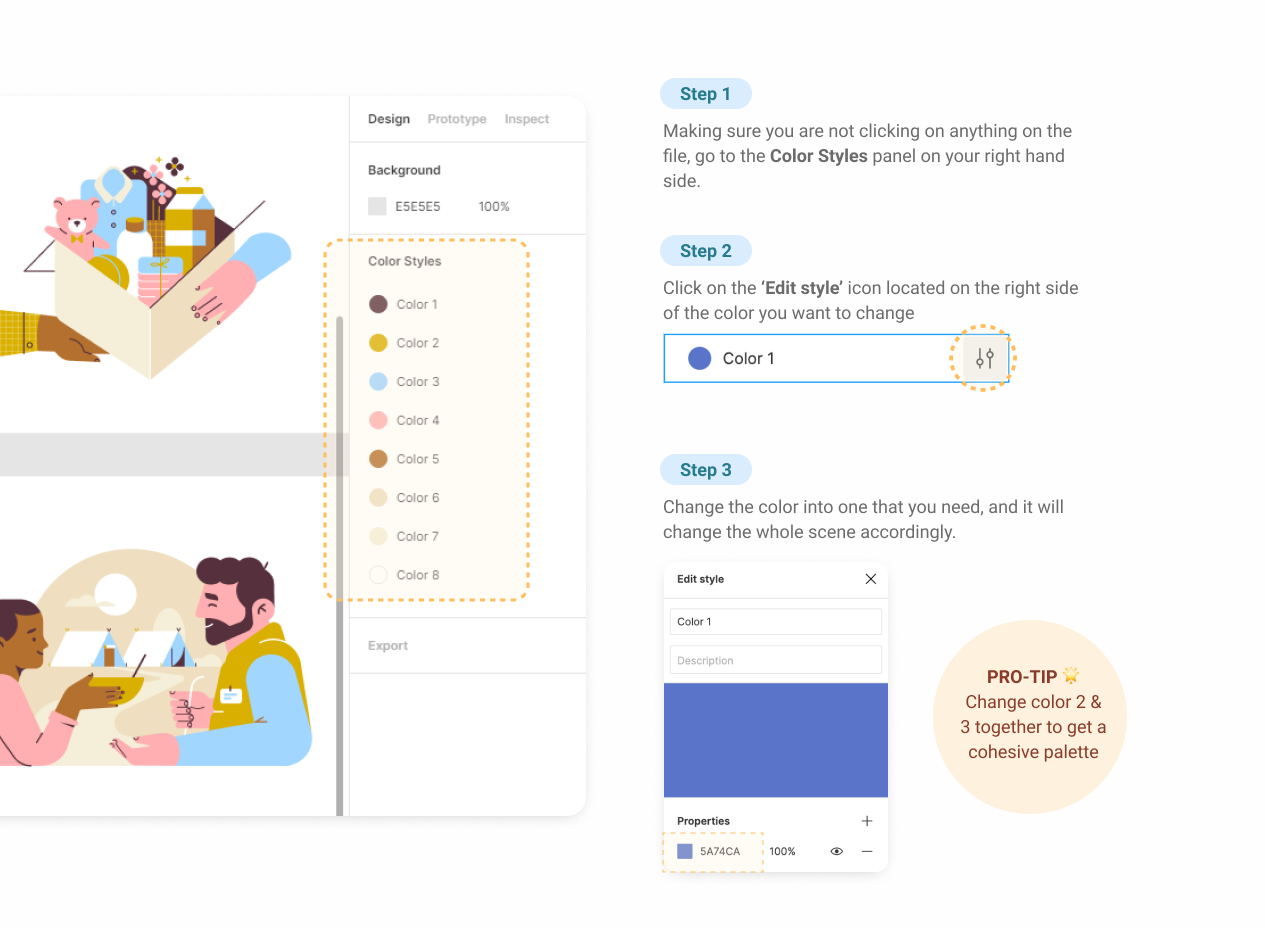 Design Prototype Inspect
Background
E5E5E5 100%
Color Styles
Color 1
Color 2
Color 3
Color 4
Color 5
Color 6
Color 7
Color 8
Export
Step 1
Making sure you are not clicking on anything on the
file, go to the Color Styles panel on your right hand
side.
Step 2
Click on the ‘Edit style’ icon located on the right side
of the color you want to change
Color 1
Step 3
Change the color into one that you need, and it will
change the whole scene accordingly.
Edit style
Color 1
Description
Properties
5A74CA 100%
PRO-TIP 🌟
Change color 2 &
3 together to get a
cohesive palette